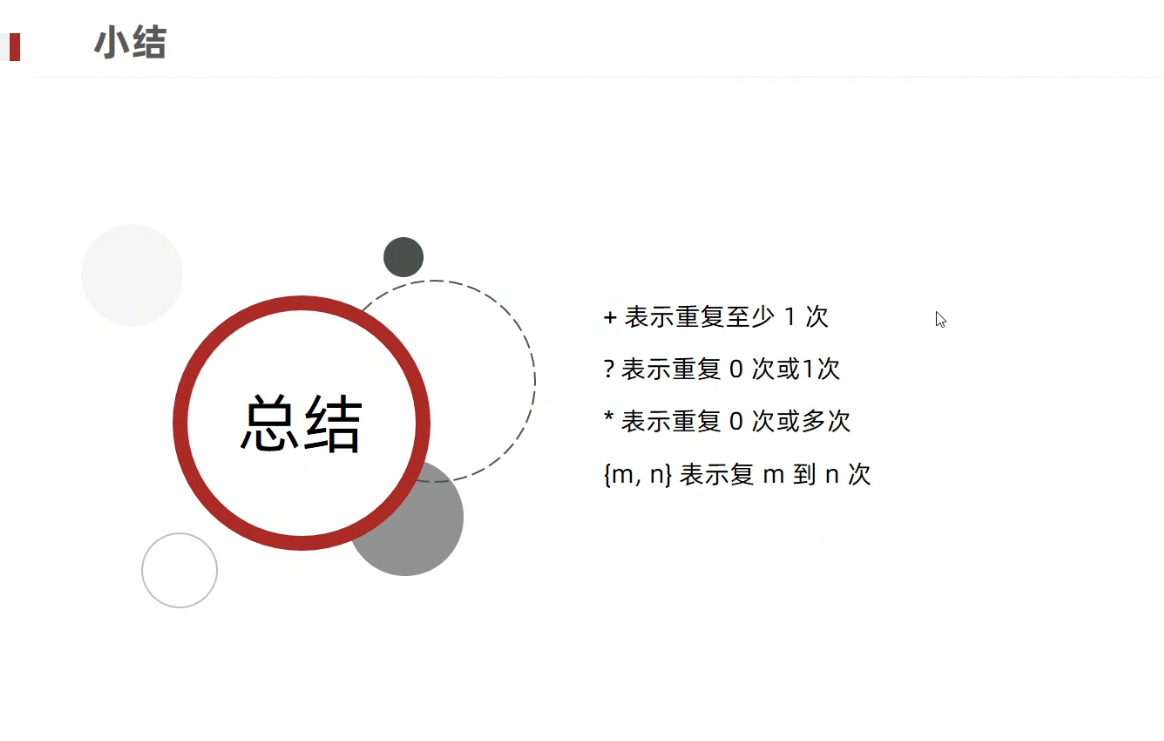 小结
总结
+ 表示重复至少 1 次
? 表示重复 0 次或1次
* 表示重复 0 次或多次
{m, n} 表示复 m 到 n 次